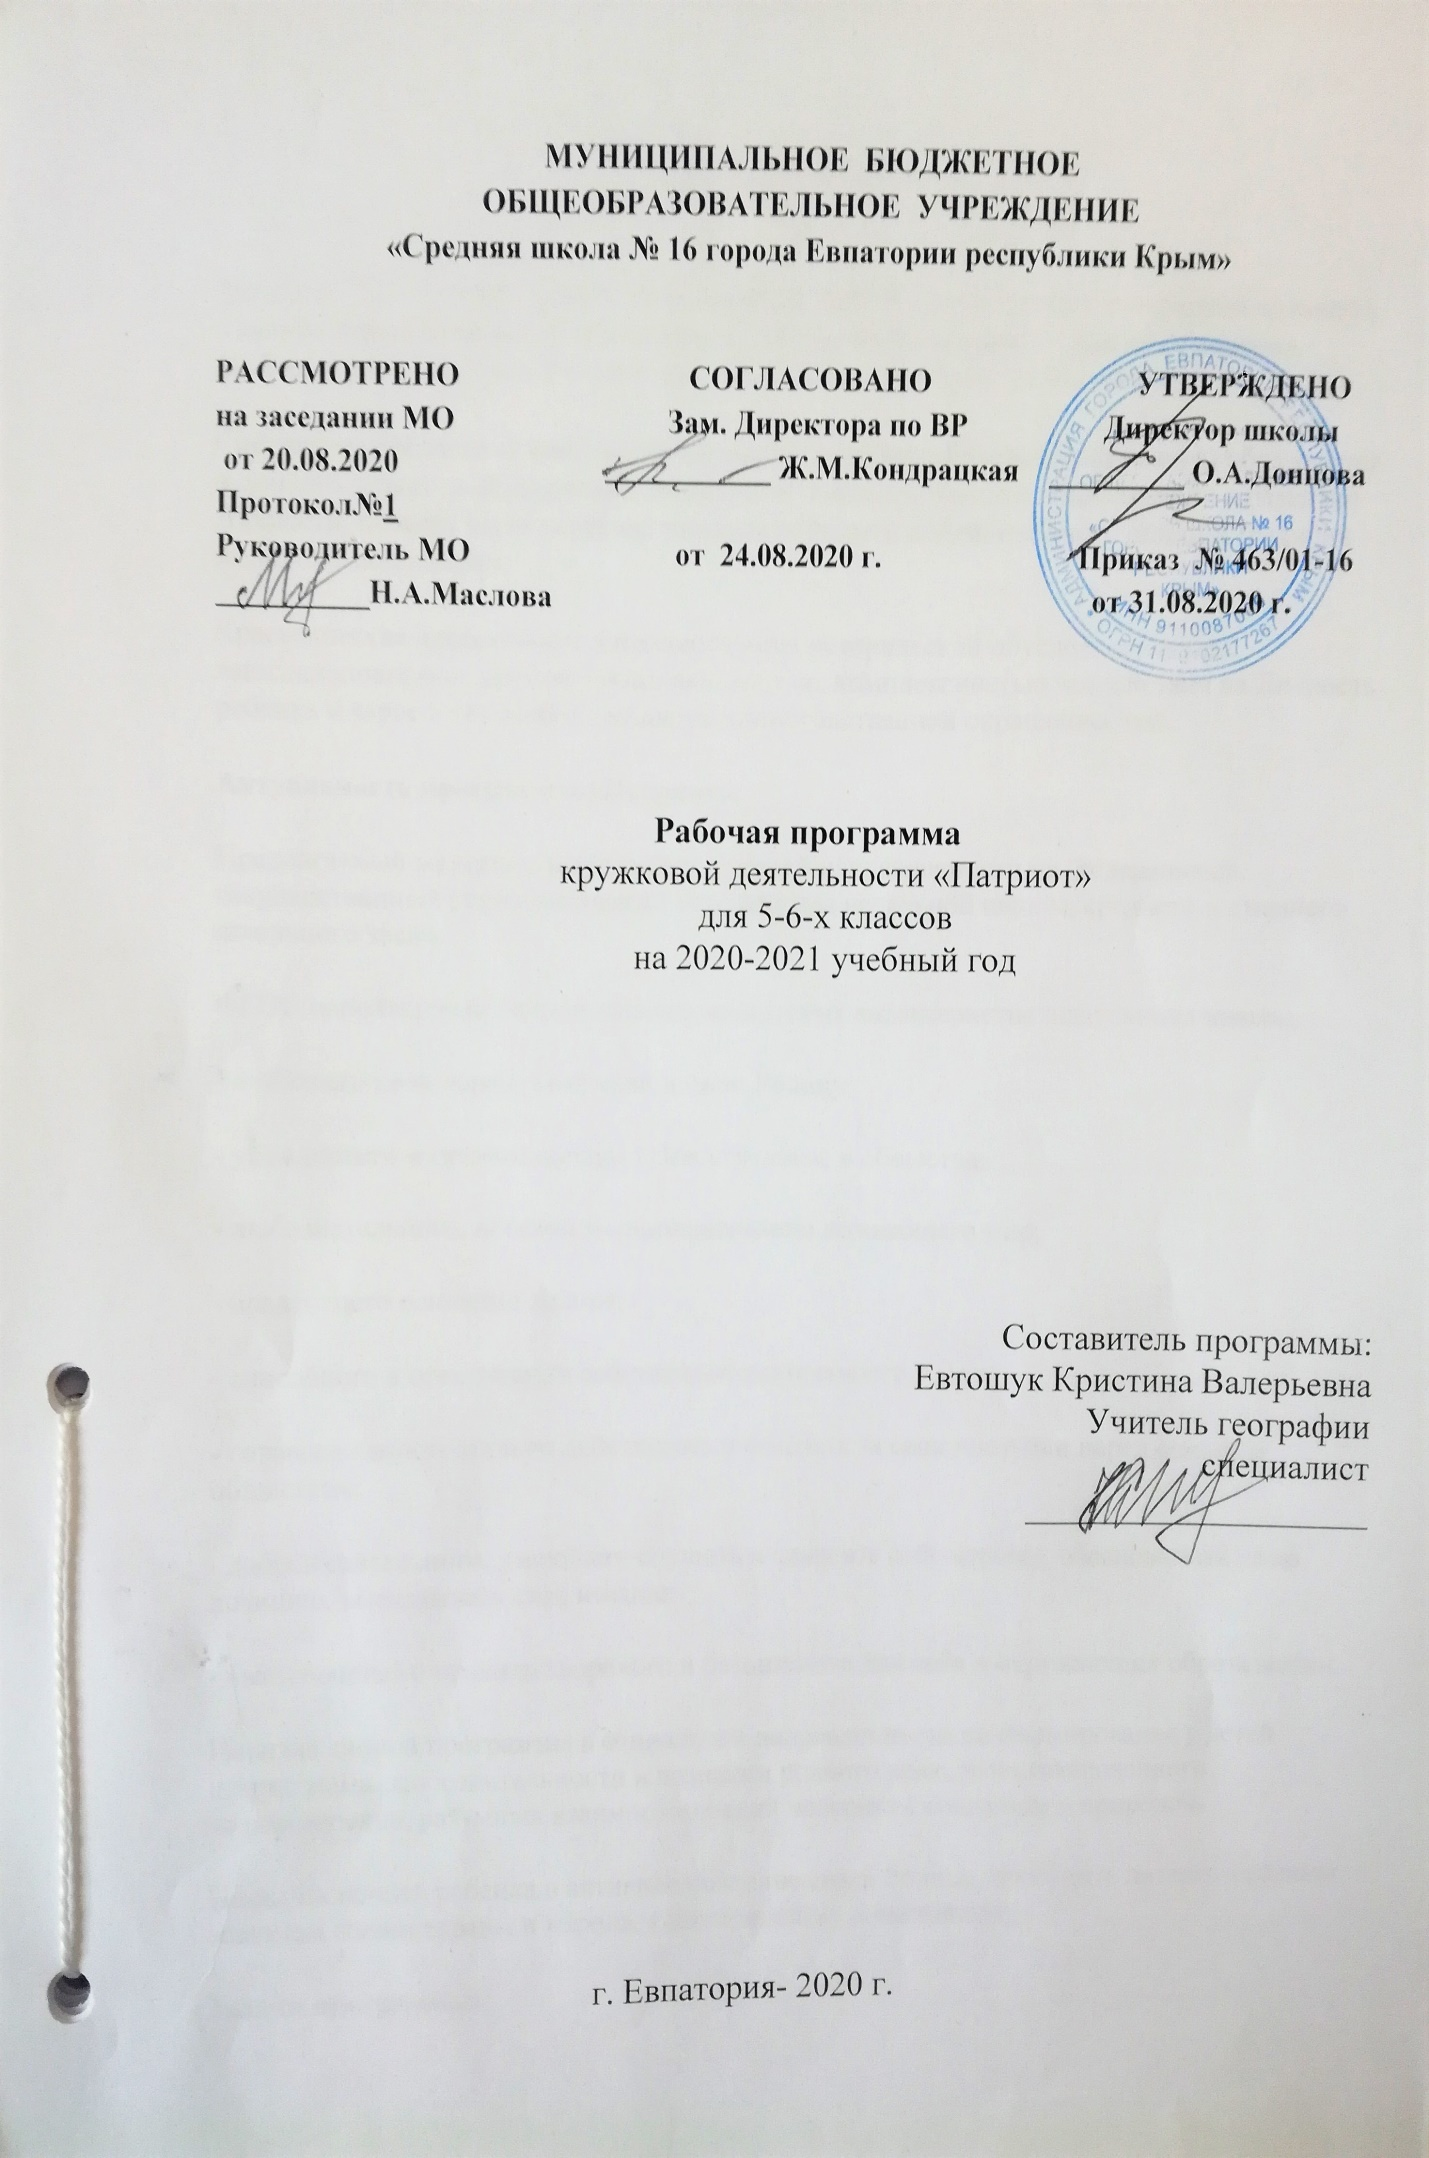 МУНИЦИПАЛЬНОЕ БЮДЖЕТНОЕ
ОБЩЕОБРАЗОВАТЕЛЬНОЕ УЧРЕЖДЕНИЕ
«Средняя школа № 16 города Евпатории республики Крым»
РАССМОТРЕНО
на заседании МО
от 20.08.2020
Протокол№1
Руководитель МО
Н.А.Маслова
СОГЛАСОВАНО
Зам. Директора по ВР
Ж.М.Кондрацкая
от 24.08.2020 г.
УТВЕРЖДЕНО
Директор школы
О.А.Донцова
Приказ № 463/01-16
от 31.08.2020 г.
Рабочая программа
кружковой деятельности «Патриот»
для 5-6-х классов
на 2020-2021 учебный год
Составитель программы:
Евтошук Кристина Валерьевна
Учитель географии
специалист
г. Евпатория- 2020 г.